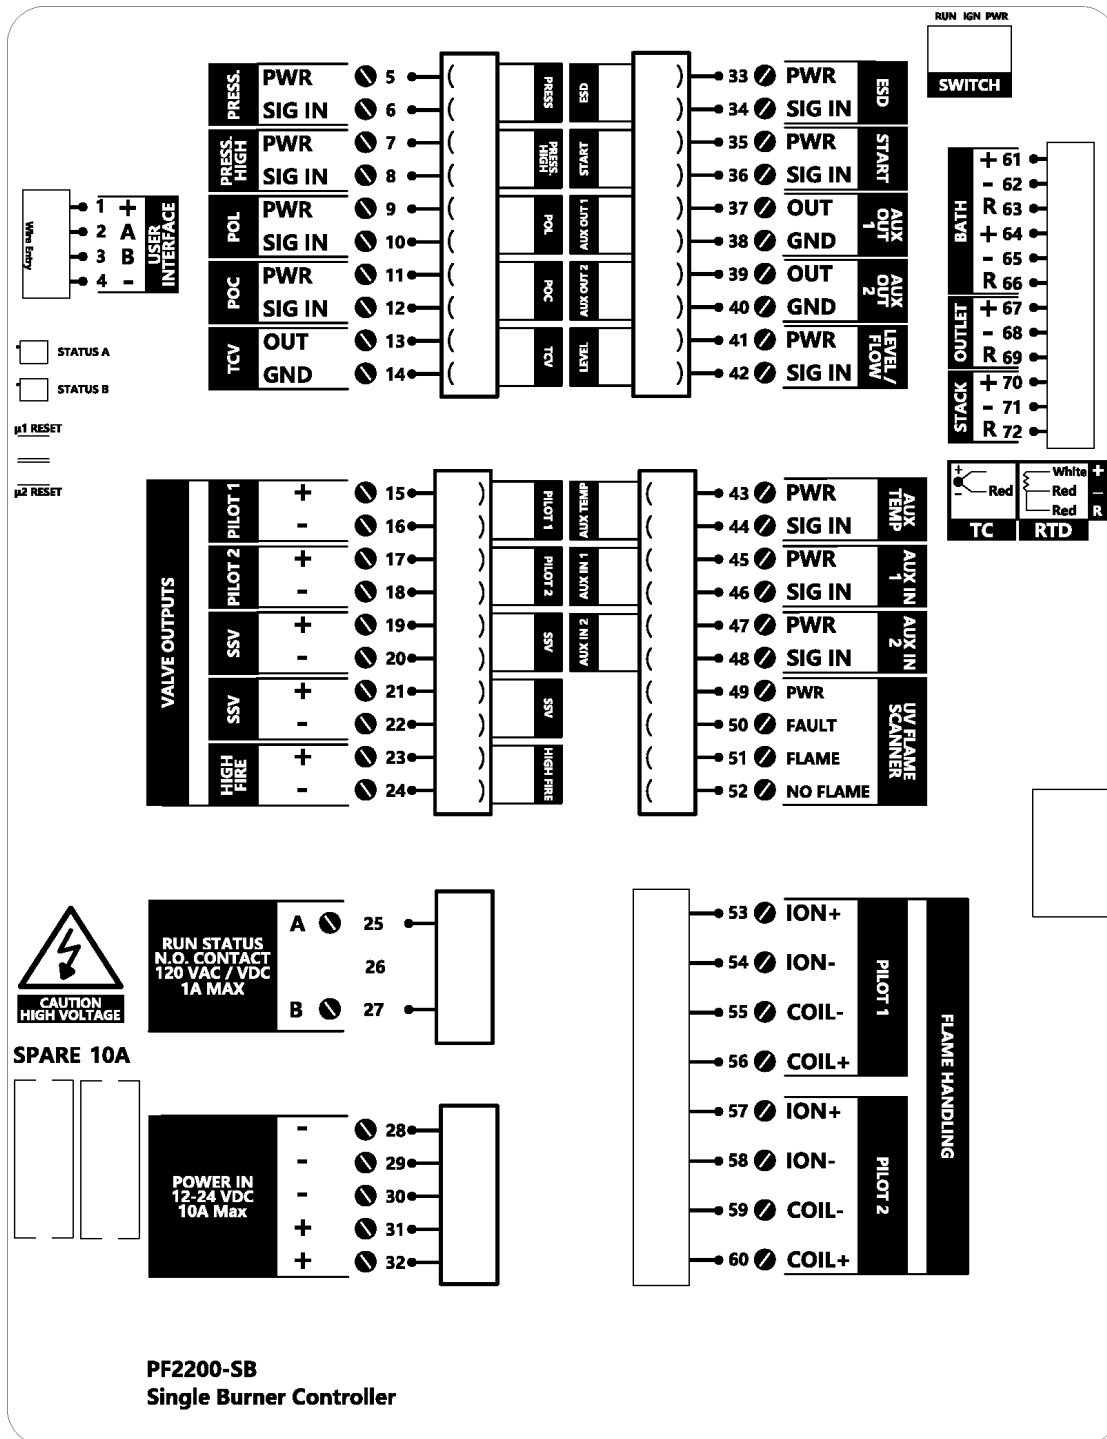 RUN IGN PWR
SWITCH
PRESS.
PWR 5
SIG IN 6
PRESS. HIGH
PWR 7
SIG IN 8
POL
PWR 9
SIG IN 10
POC
PWR 11
SIG IN 12
TCV
OUT 13
GND 14
PRESS
PRESS. HIGH
POL
POC
TCV
ESD
START
AUX OUT 1
AUX OUT 2
LEVEL
33 PWR
34 SIG IN
ESD
35 PWR
36 SIG IN
START
37 OUT
38 GND
AUX OUT 1
39 OUT
40 GND
AUX OUT 2
41 PWR
42 SIG IN
LEVEL / FLOW
Wire Entry
1 +
2 A
3 B
4 -
USER INTERFACE
STATUS A
STATUS B
µ1 RESET
µ2 RESET
BATH
+ 61
- 62
R 63
+ 64
- 65
R 66
OUTLET
+ 67
- 68
R 69
STACK
+ 70
- 71
R 72
+
-
Red
TC
White +
Red —
Red R
RTD
VALVE OUTPUTS
PILOT 1
+ 15
- 16
PILOT 2
+ 17
- 18
SSV
+ 19
- 20
SSV
+ 21
- 22
HIGH FIRE
+ 23
- 24
PILOT 1
PILOT 2
SSV
SSV
HIGH FIRE
AUX TEMP
AUX IN 1
AUX IN 2
43 PWR
44 SIG IN
AUX TEMP
45 PWR
46 SIG IN
AUX IN 1
47 PWR
48 SIG IN
AUX IN 2
49 PWR
50 FAULT
51 FLAME
52 NO FLAME
UV FLAME SCANNER
CAUTION
HIGH VOLTAGE
SPARE 10A
RUN STATUS
N.O. CONTACT
120 VAC / VDC
1A MAX
A 25
26
B 27
POWER IN
12-24 VDC
10A Max
- 28
- 29
- 30
+ 31
+ 32
53 ION+
54 ION-
55 COIL-
56 COIL+
PILOT 1
57 ION+
58 ION-
59 COIL-
60 COIL+
PILOT 2
FLAME HANDLING
PF2200-SB
Single Burner Controller